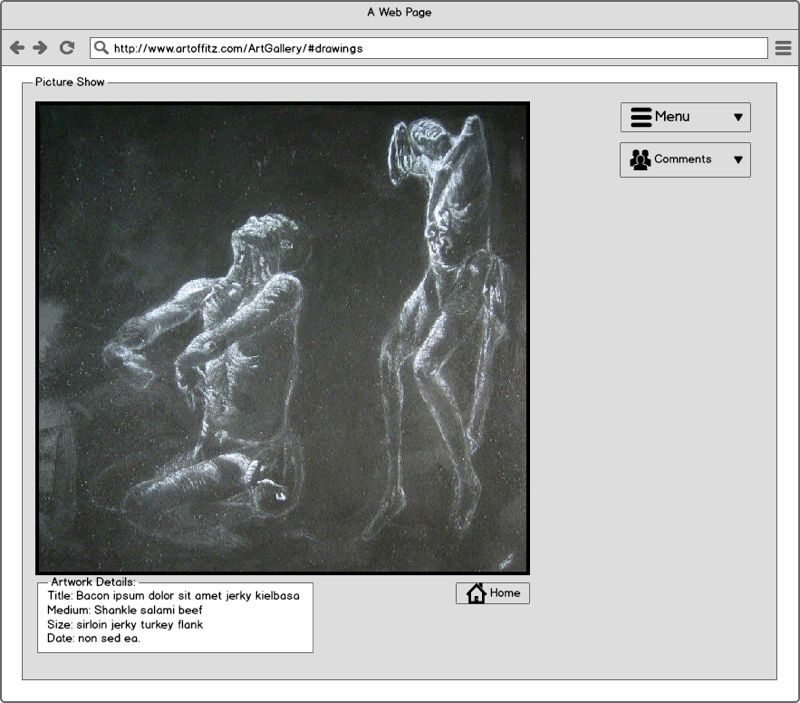 A Web Page
http://www.artoffitz.com/ArtGallery/#drawings
Picture Show
Menu
Comments
Artwork Details:
Title: Bacon ipsum dolor sit amet jerky kielbasa
Medium: Shankle salami beef
Size: sirloin jerky turkey flank
Date: non sed ea.
Home